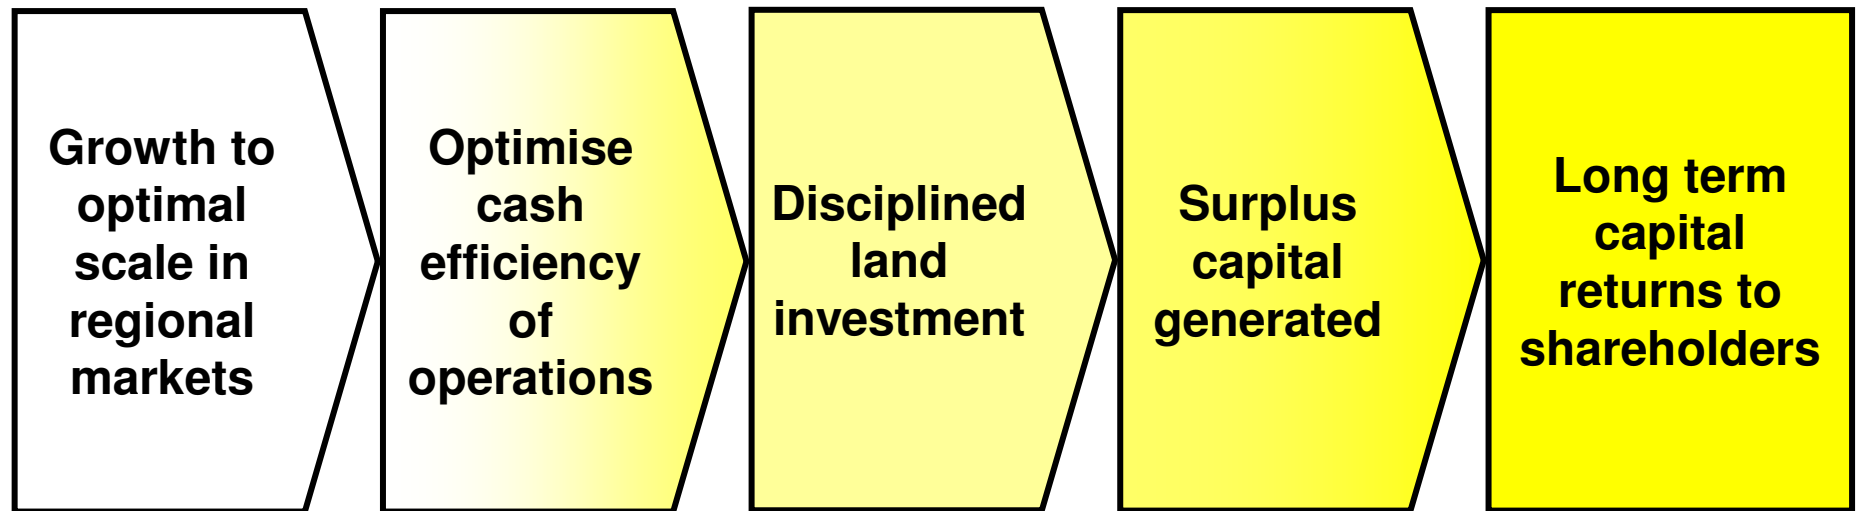 Growth to
optimal
scale in
regional
markets
Optimise
cash
efficiency
of
operations
Disciplined
land
investment
Surplus
capital
generated
Long term
capital
returns to
shareholders